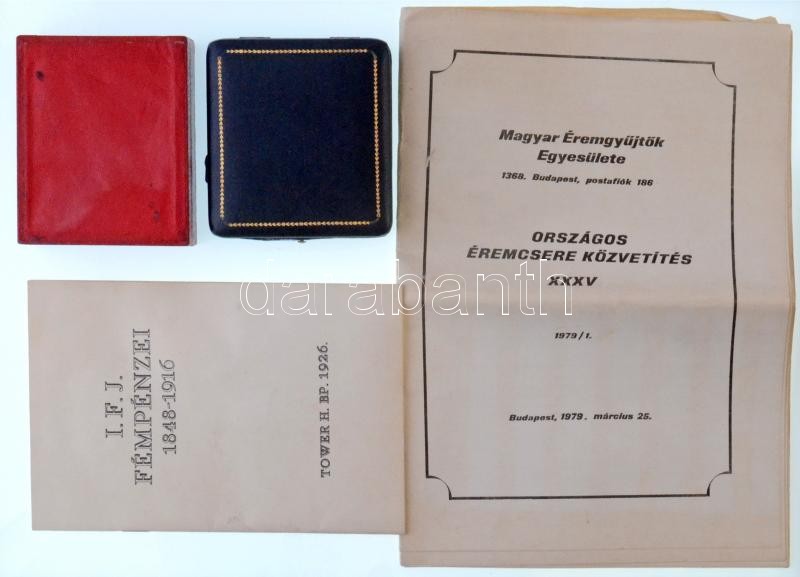 Magyar Éremgyűjtők
Egyesülete
1368. Budapest, postafiók 186
ORSZÁGOS
ÉREMCSERE KÖZVETÍTÉS
XXXV
1979/1.
Budapest, 1979. március 25.
I. F. J.
FÉMPÉNZEI
1848-1916
TOWER H. BP. 1926.
darabanth